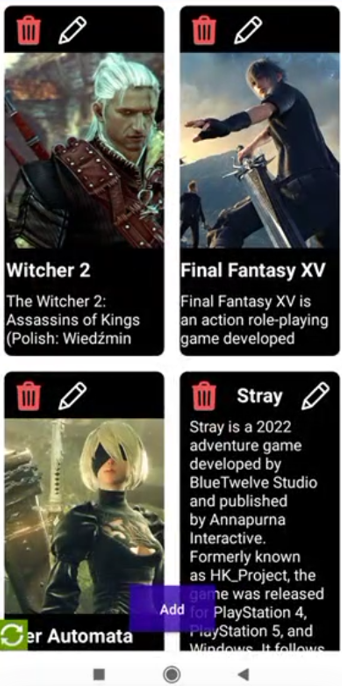 Witcher 2
The Witcher 2:
Assassins of Kings
(Polish: Wiedźmin
Final Fantasy XV
Final Fantasy XV is
an action role-playing
game developed
er Automata
Stray
Stray is a 2022
adventure game
developed by
BlueTwelve Studio
and published
by Annapurna
Interactive.
Formerly known
as HK_Project, the
game was released
for PlayStation 4,
PlayStation 5, and
Windows. It follows
Add